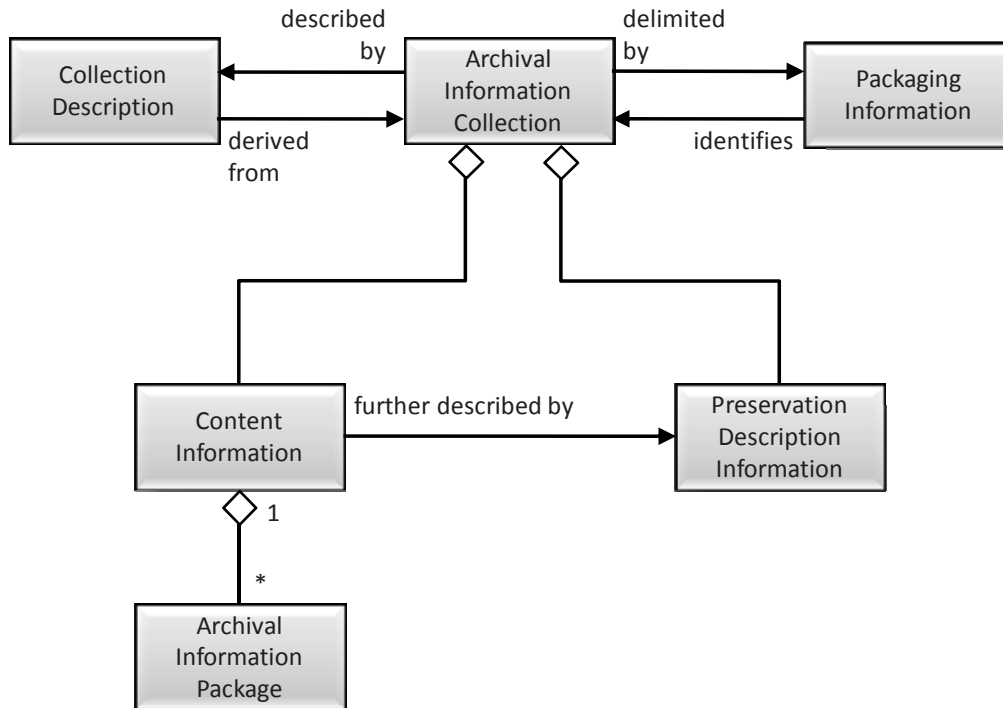 described
by
delimited
by
Collection
Description
Archival
Information
Collection
Packaging
Information
derived
from
identifies
Content
Information
further described by
Preservation
Description
Information
1
*
Archival
Information
Package